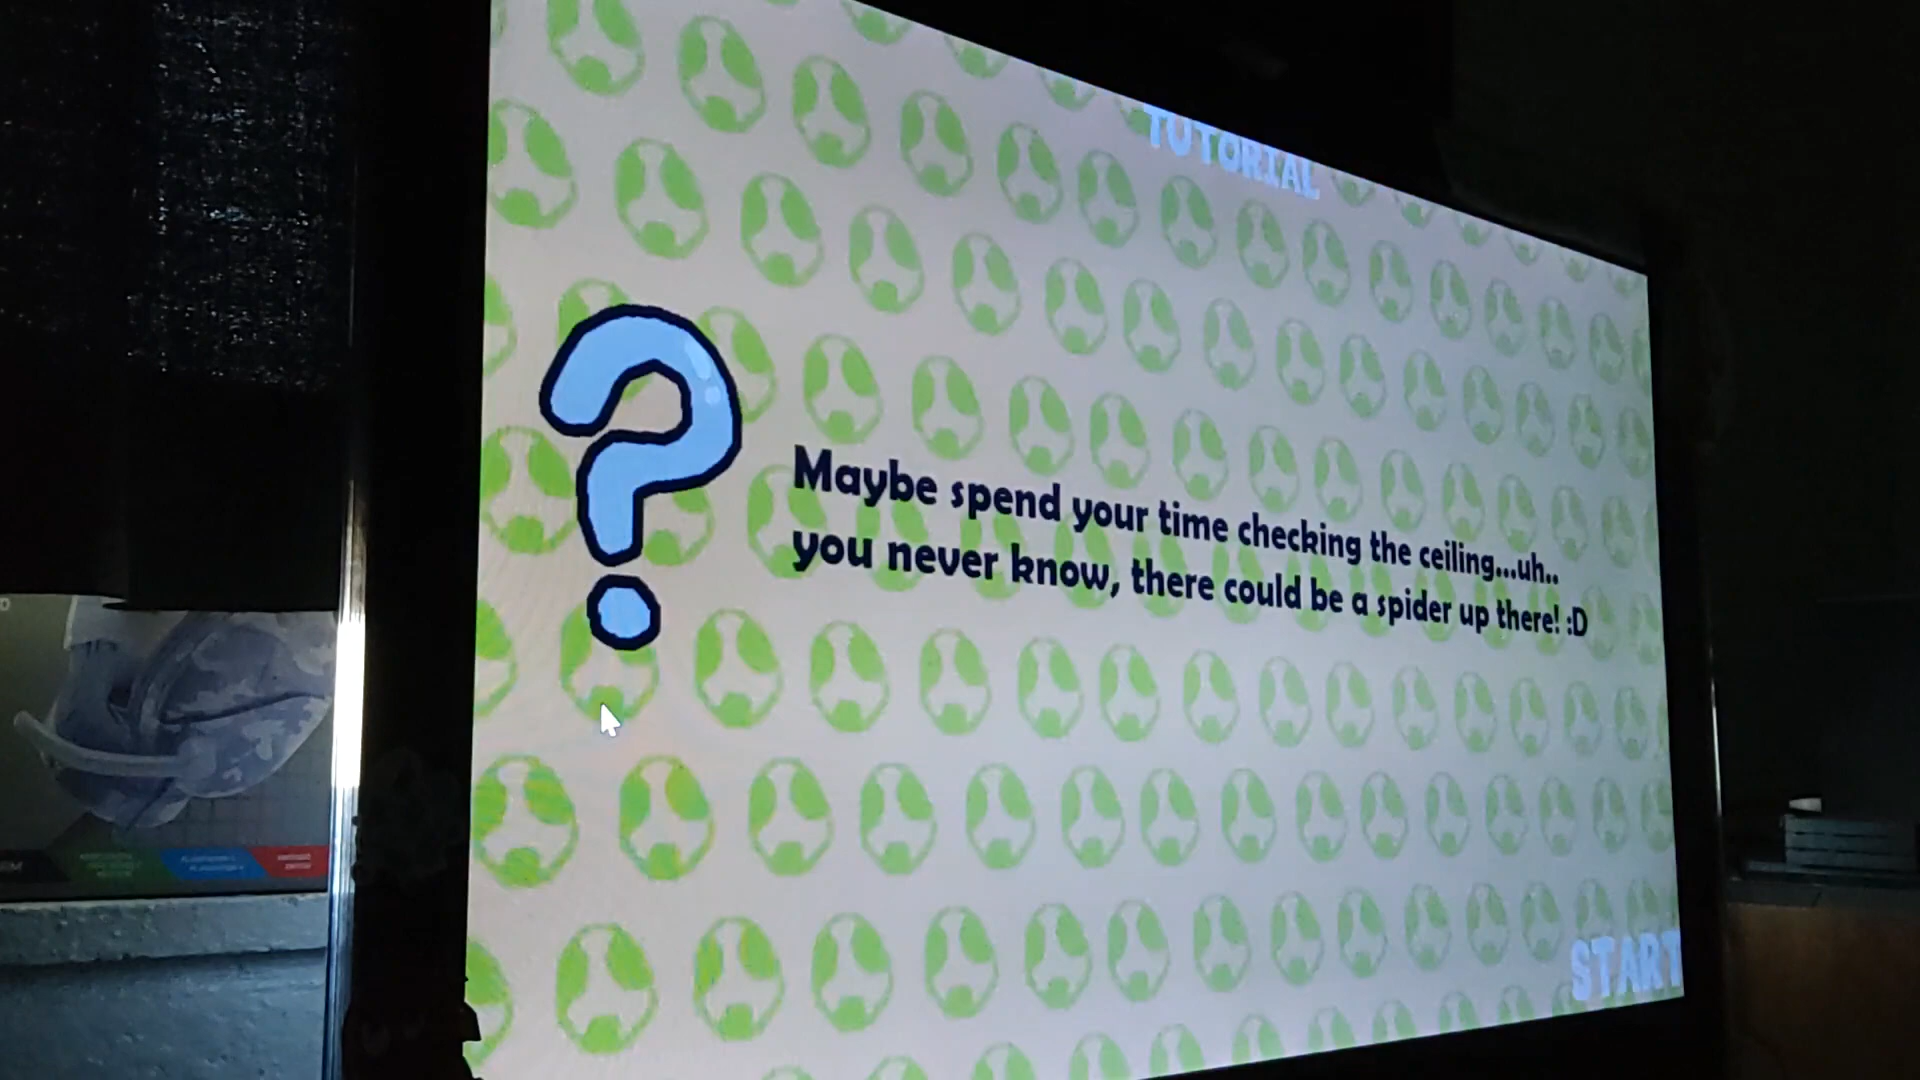 TUTORIAL
Maybe spend your time checking the ceiling...uh..
you never know, there could be a spider up there! :D
START